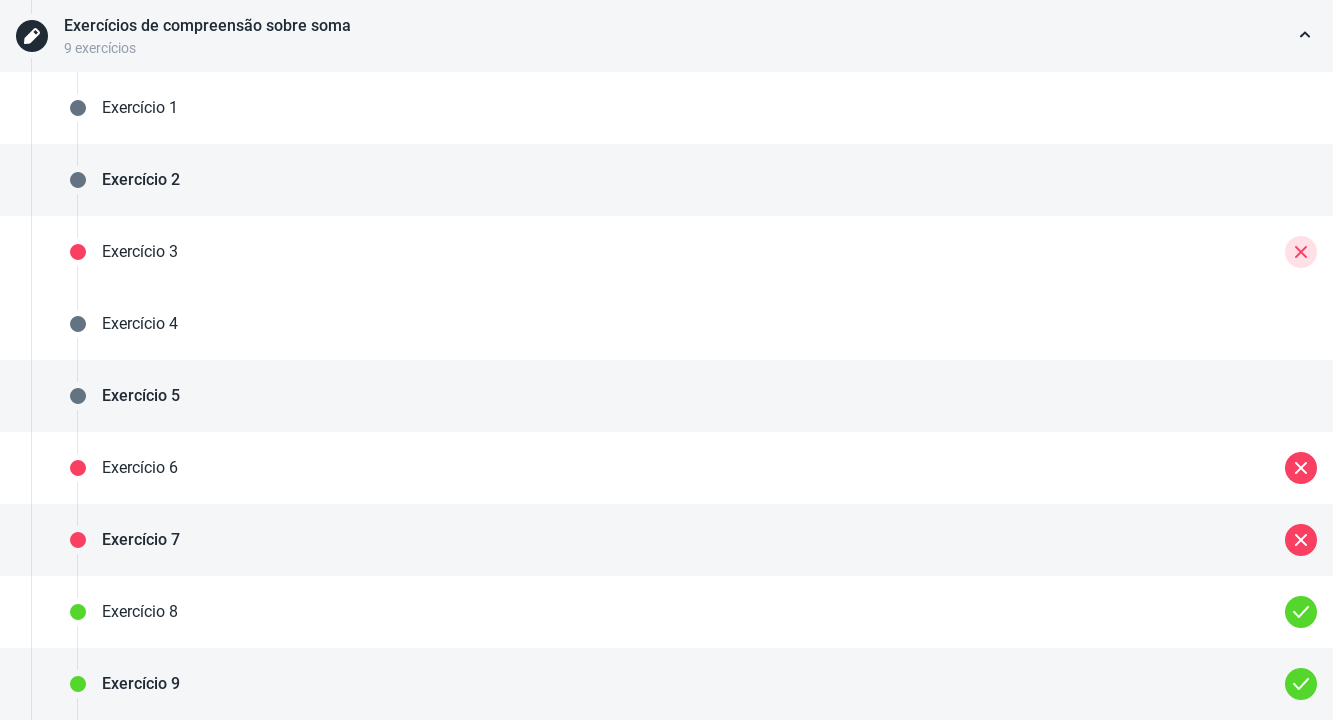 Exercícios de compreensão sobre soma
9 exercícios
Exercício 1
Exercício 2
Exercício 3
Exercício 4
Exercício 5
Exercício 6
Exercício 7
Exercício 8
Exercício 9